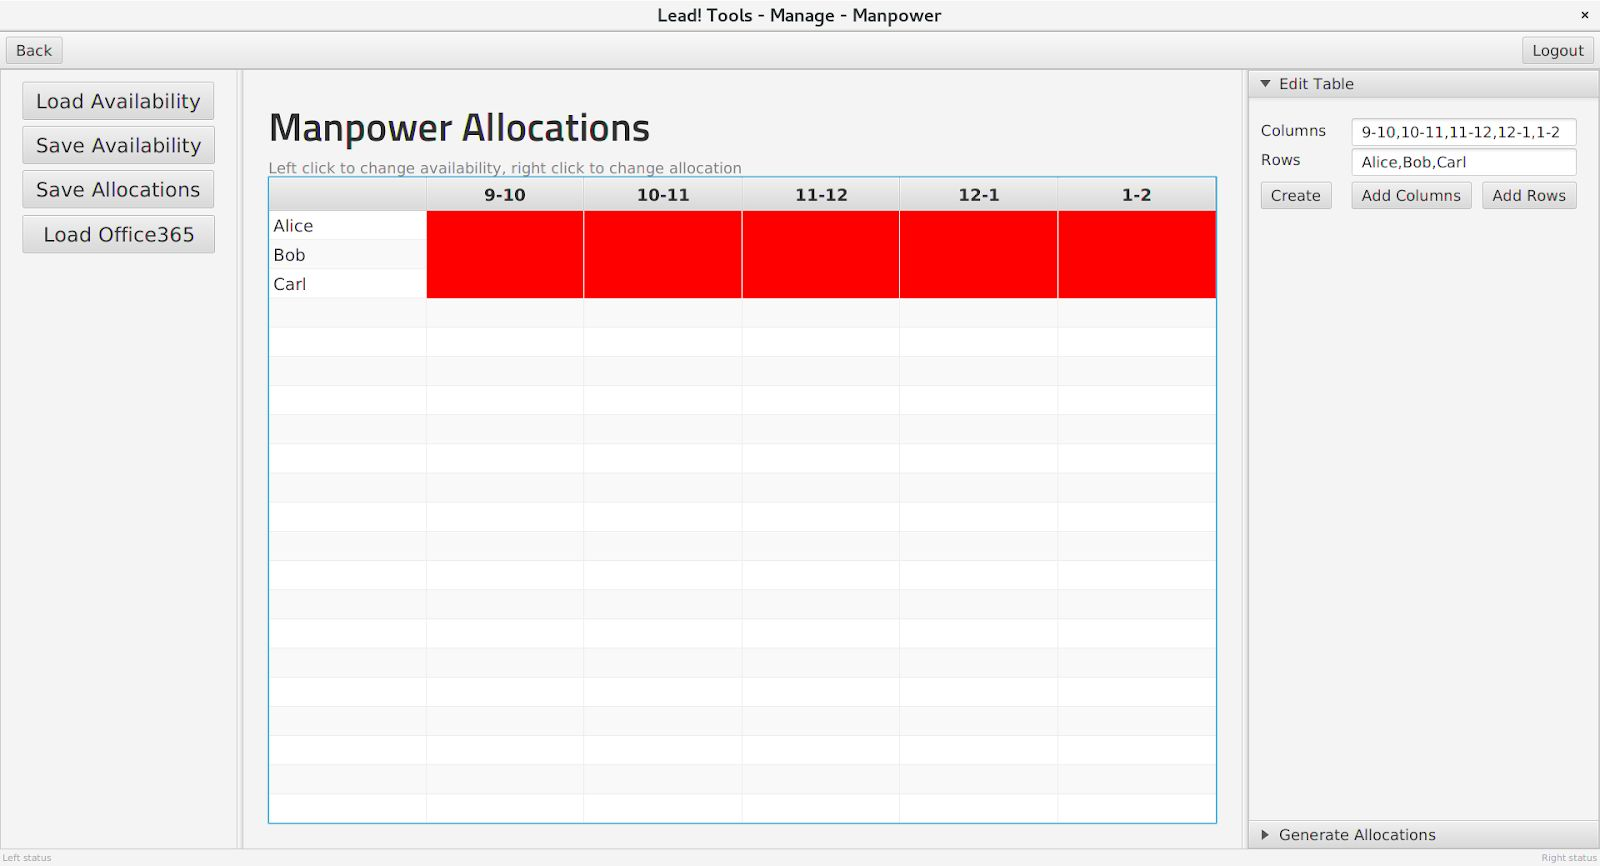 Lead! Tools - Manage - Manpower
×
Back
Logout
Load Availability
Save Availability
Save Allocations
Load Office365
Manpower Allocations
Left click to change availability, right click to change allocation
9-10 10-11 11-12 12-1 1-2
Alice
Bob
Carl
Edit Table
Columns 9-10,10-11,11-12,12-1,1-2
Rows Alice,Bob,Carl
Create Add Columns Add Rows
Generate Allocations
Left status
Right status